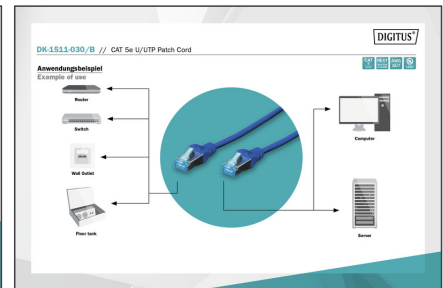 DIGITUS®
DK-1511-030/B // CAT 5e U/UTP Patch Cord
Anwendungsbeispiel
Example of use
Router
Switch
Wall Outlet
Floor tank
Computer
Server